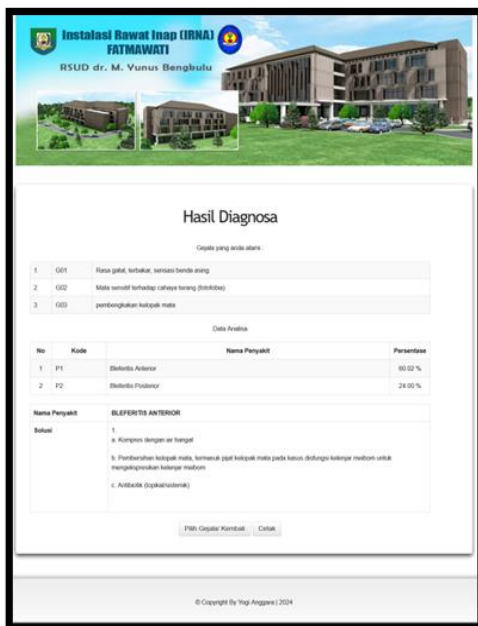 Instalasi Rawat Inap (IRNA)
FATMAWATI
RSUD dr. M. Yunus Bengkulu
Hasil Diagnosa
Gejala yang anda alami :
1 G01 Rasa gatal, terbakar, sensasi benda asing
2 G02 Mata sensitif terhadap cahaya terang (fotofobia)
3 G03 pembengkakan kelopak mata
Data Analisa
No Kode Nama Penyakit Persentase
1 P1 Bleferitis Anterior 60.02 %
2 P2 Bleferitis Posterior 24.00 %
Nama Penyakit BLEFERITIS ANTERIOR
Solusi 1.
a. Kompres dengan air hangat
b. Pembersihan kelopak mata, termasuk pijat kelopak mata pada kasus disfungsi kelenjar meibom untuk
mengekspresikan kelenjar meibom
c. Antibiotik (topikal/sistemik)
Pilih Gejala/ Kembali Cetak
© Copyright By Yogi Anggara | 2024